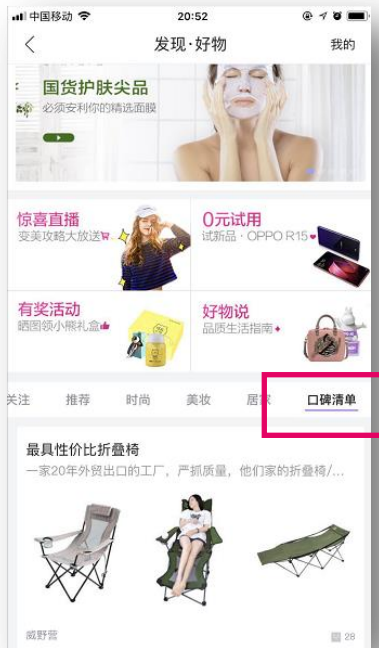 中国移动
20:52
发现·好物
我的
国货护肤尖品
必须安利你的精选面膜
惊喜直播
变美攻略大放送
0元试用
试新品·OPPO R15
有奖活动
晒图领小熊礼盒
好物说
品质生活指南
关注
推荐
时尚
美妆
居家
口碑清单
最具性价比折叠椅
一家20年外贸出口的工厂，严抓质量，他们家的折叠椅/...
威野营
28